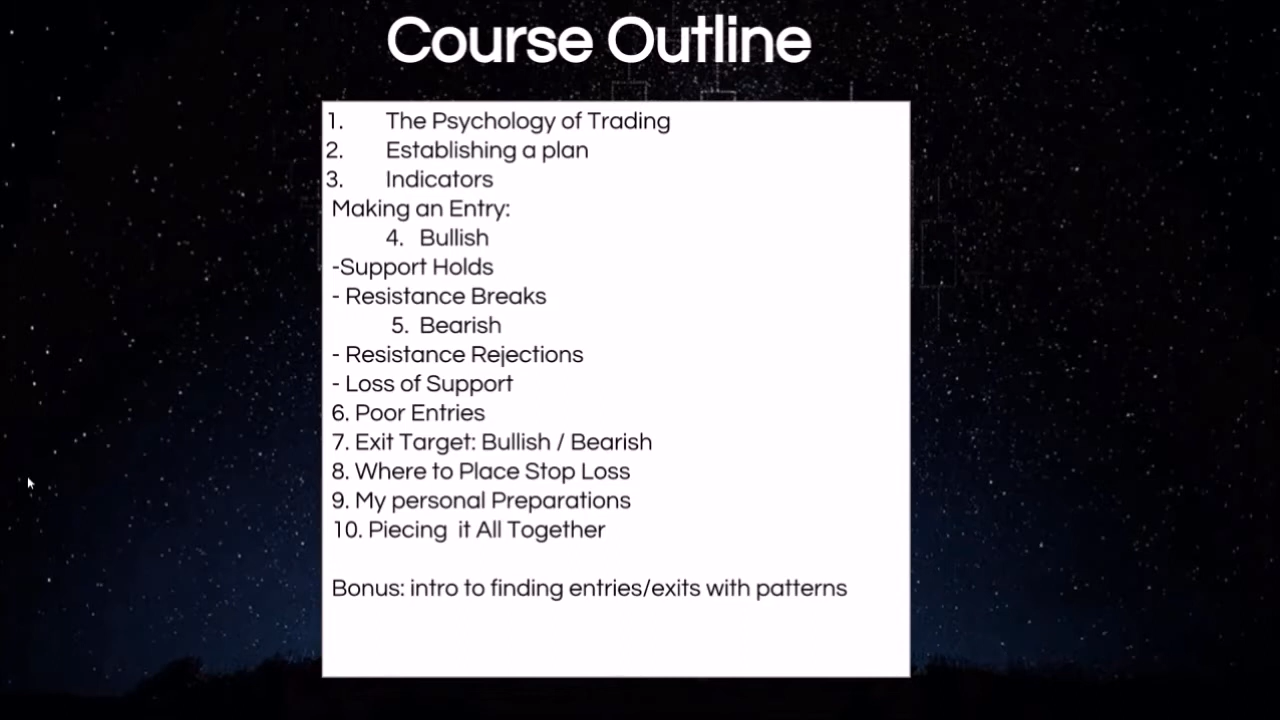 Course Outline
1. The Psychology of Trading
2. Establishing a plan
3. Indicators
Making an Entry:
4. Bullish
-Support Holds
- Resistance Breaks
5. Bearish
- Resistance Rejections
- Loss of Support
6. Poor Entries
7. Exit Target: Bullish / Bearish
8. Where to Place Stop Loss
9. My personal Preparations
10. Piecing  it All Together
Bonus: intro to finding entries/exits with patterns